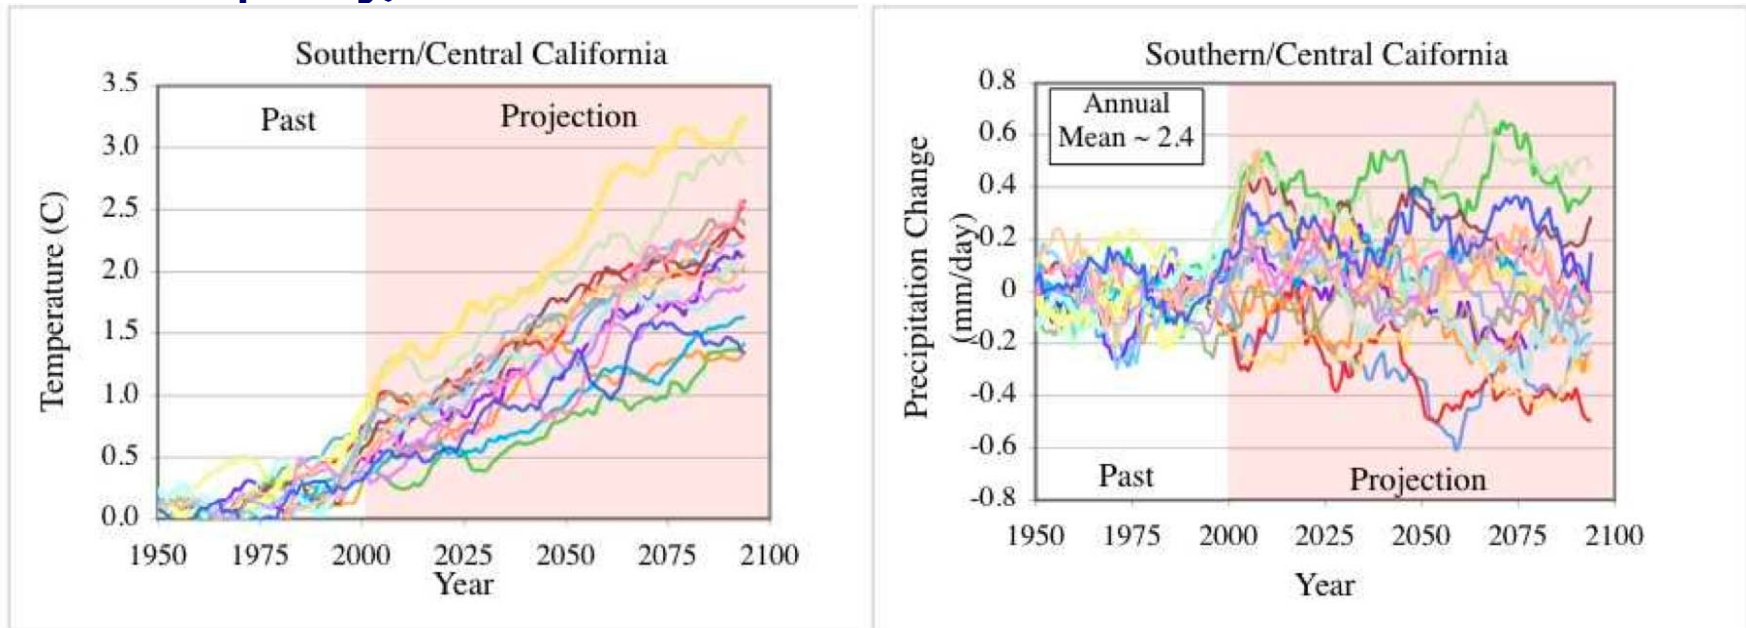 Southern/Central California
3.5
3.0
2.5
2.0
1.5
1.0
0.5
0.0
Temperature (C)
Past
Projection
1950 1975 2000 2025 2050 2075 2100
Year
Southern/Central Caifornia
0.8
0.6
0.4
0.2
0
-0.2
-0.4
-0.6
-0.8
Precipitation Change
(mm/day)
Annual
Mean ~ 2.4
Past
Projection
1950 1975 2000 2025 2050 2075 2100
Year